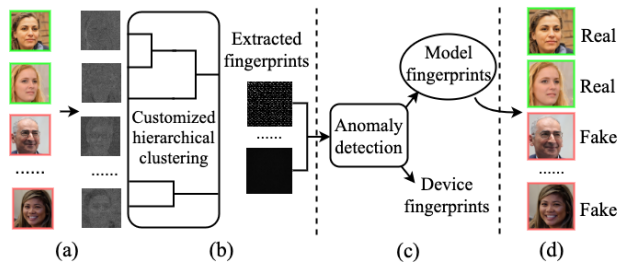 Customized
hierarchical
clustering
Extracted
fingerprints
......
Anomaly
detection
Model
fingerprints
Device
fingerprints
Real
Real
Fake
......
......
......
Fake
(a)
(b)
(c)
(d)